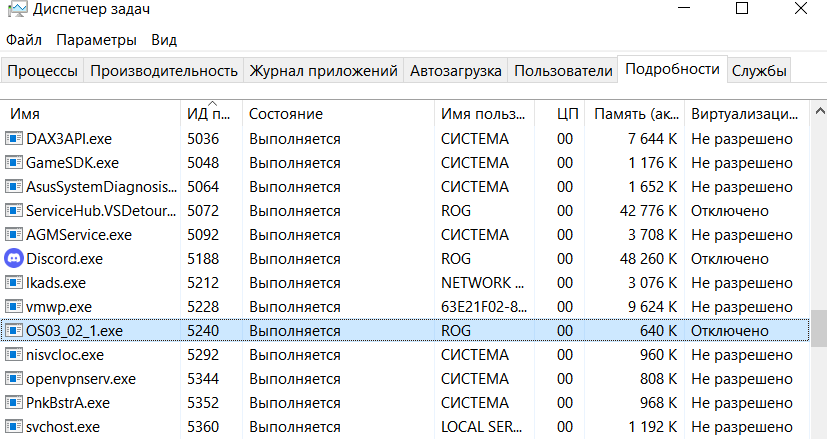 Диспетчер задач
Файл Параметры Вид
Процессы Производительность Журнал приложений Автозагрузка Пользователи Подробности Службы
Имя ИД п... Состояние Имя польз... ЦП Память (ак... Виртуализаци...
DAX3API.exe 5036 Выполняется СИСТЕМА 00 7 644 K Не разрешено
GameSDK.exe 5048 Выполняется СИСТЕМА 00 1 176 K Не разрешено
AsusSystemDiagnosis... 5064 Выполняется СИСТЕМА 00 1 652 K Не разрешено
ServiceHub.VSDetour... 5072 Выполняется ROG 00 42 776 K Отключено
AGMService.exe 5092 Выполняется СИСТЕМА 00 3 708 K Не разрешено
Discord.exe 5188 Выполняется ROG 00 48 260 K Отключено
lkads.exe 5212 Выполняется NETWORK ... 00 3 076 K Не разрешено
vmwp.exe 5228 Выполняется 63E21F02-8... 00 9 624 K Не разрешено
OS03_02_1.exe 5240 Выполняется ROG 00 640 K Отключено
nisvcloc.exe 5292 Выполняется СИСТЕМА 00 960 K Не разрешено
openvpnserv.exe 5344 Выполняется СИСТЕМА 00 808 K Не разрешено
PnkBstrA.exe 5352 Выполняется СИСТЕМА 00 968 K Не разрешено
svchost.exe 5360 Выполняется LOCAL SER... 00 1 192 K Не разрешено